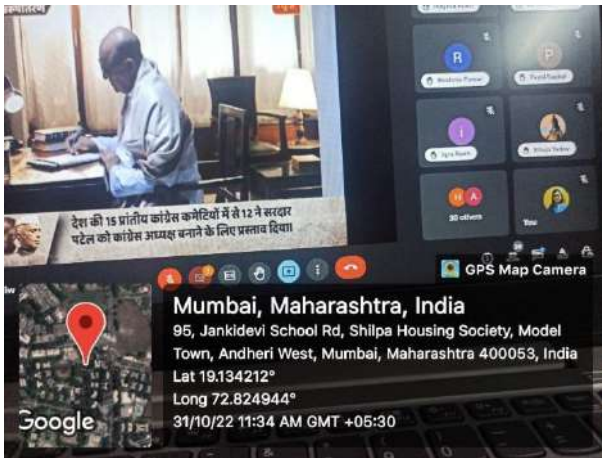 देश की 15 प्रांतीय कांग्रेस कमेटियों में से 12 ने सरदार
पटेल को कांग्रेस अध्यक्ष बनाने के लिए प्रस्ताव दिया।
R
P
i
H A
30 others
You
GPS Map Camera
Mumbai, Maharashtra, India
95, Jankidevi School Rd, Shilpa Housing Society, Model
Town, Andheri West, Mumbai, Maharashtra 400053, India
Lat 19.134212°
Long 72.824944°
31/10/22 11:34 AM GMT +05:30
Google